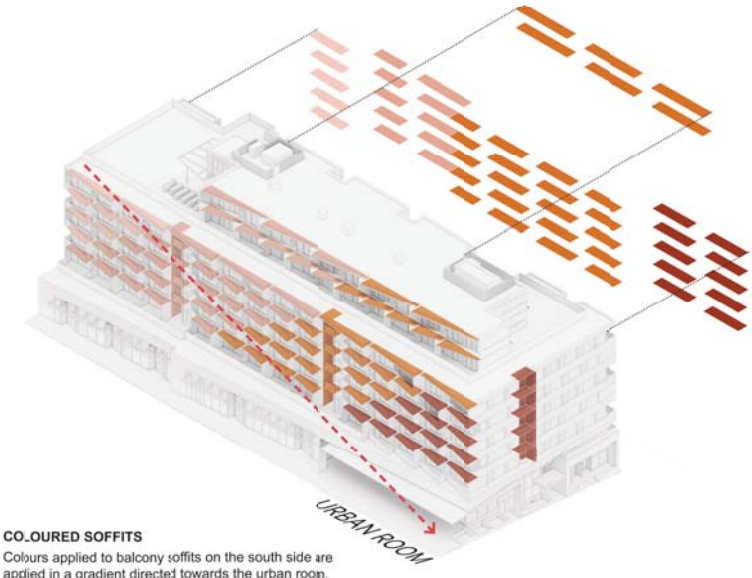 URBAN ROOM
COLOURED SOFFITS
Colours applied to balcony soffits on the south side are
applied in a gradient directed towards the urban room.